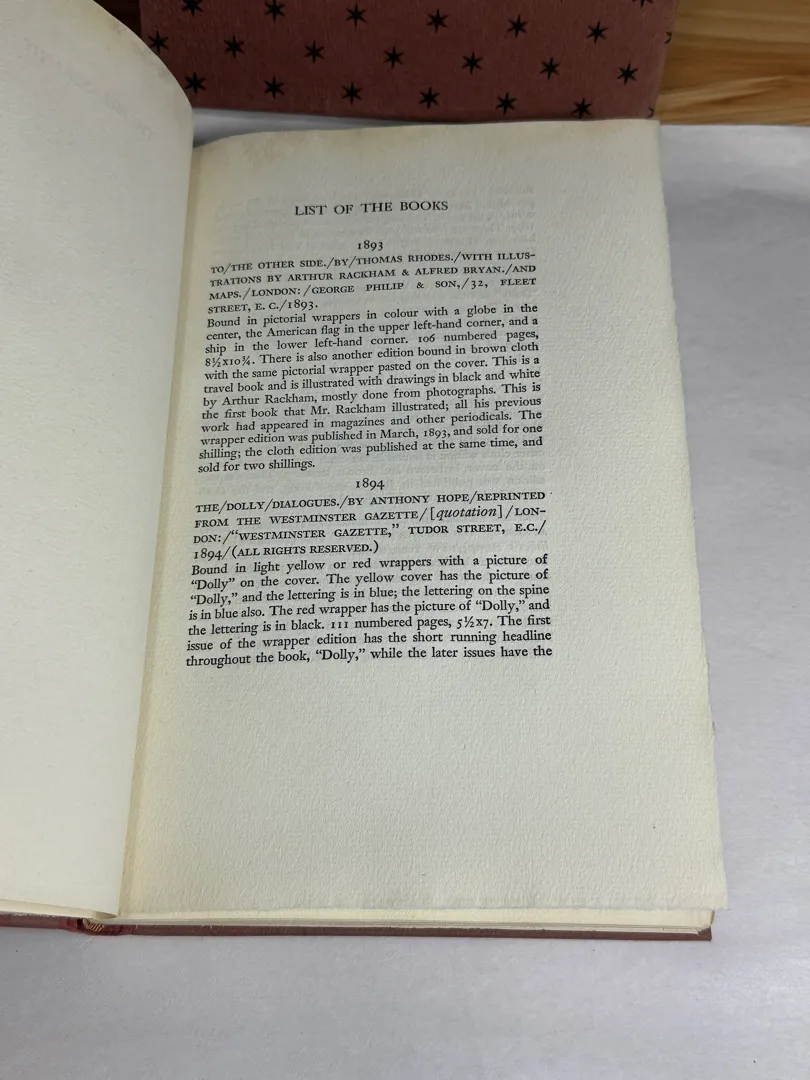 LIST OF THE BOOKS
1893
TO/THE OTHER SIDE./BY/THOMAS RHODES./WITH ILLUS-
TRATIONS BY ARTHUR RACKHAM & ALFRED BRYAN./AND
MAPS./LONDON:/GEORGE PHILIP & SON,/32, FLEET
STREET, E. C./1893.
Bound in pictorial wrappers in colour with a globe in the
center, the American flag in the upper left-hand corner, and a
ship in the lower left-hand corner. 106 numbered pages,
8½x10¾. There is also another edition bound in brown cloth
with the same pictorial wrapper pasted on the cover. This is a
travel book and is illustrated with drawings in black and white
by Arthur Rackham, mostly done from photographs. This is
the first book that Mr. Rackham illustrated; all his previous
work had appeared in magazines and other periodicals. The
wrapper edition was published in March, 1893, and sold for one
shilling; the cloth edition was published at the same time, and
sold for two shillings.
1894
THE/DOLLY/DIALOGUES./BY ANTHONY HOPE/REPRINTED
FROM THE WESTMINSTER GAZETTE/[quotation]/LON-
DON:/"WESTMINSTER GAZETTE," TUDOR STREET, E.C./
1894/(ALL RIGHTS RESERVED.)
Bound in light yellow or red wrappers with a picture of
"Dolly" on the cover. The yellow cover has the picture of
"Dolly," and the lettering is in blue; the lettering on the spine
is in blue also. The red wrapper has the picture of "Dolly," and
the lettering is in black. 111 numbered pages, 5½x7. The first
issue of the wrapper edition has the short running headline
throughout the book, "Dolly," while the later issues have the